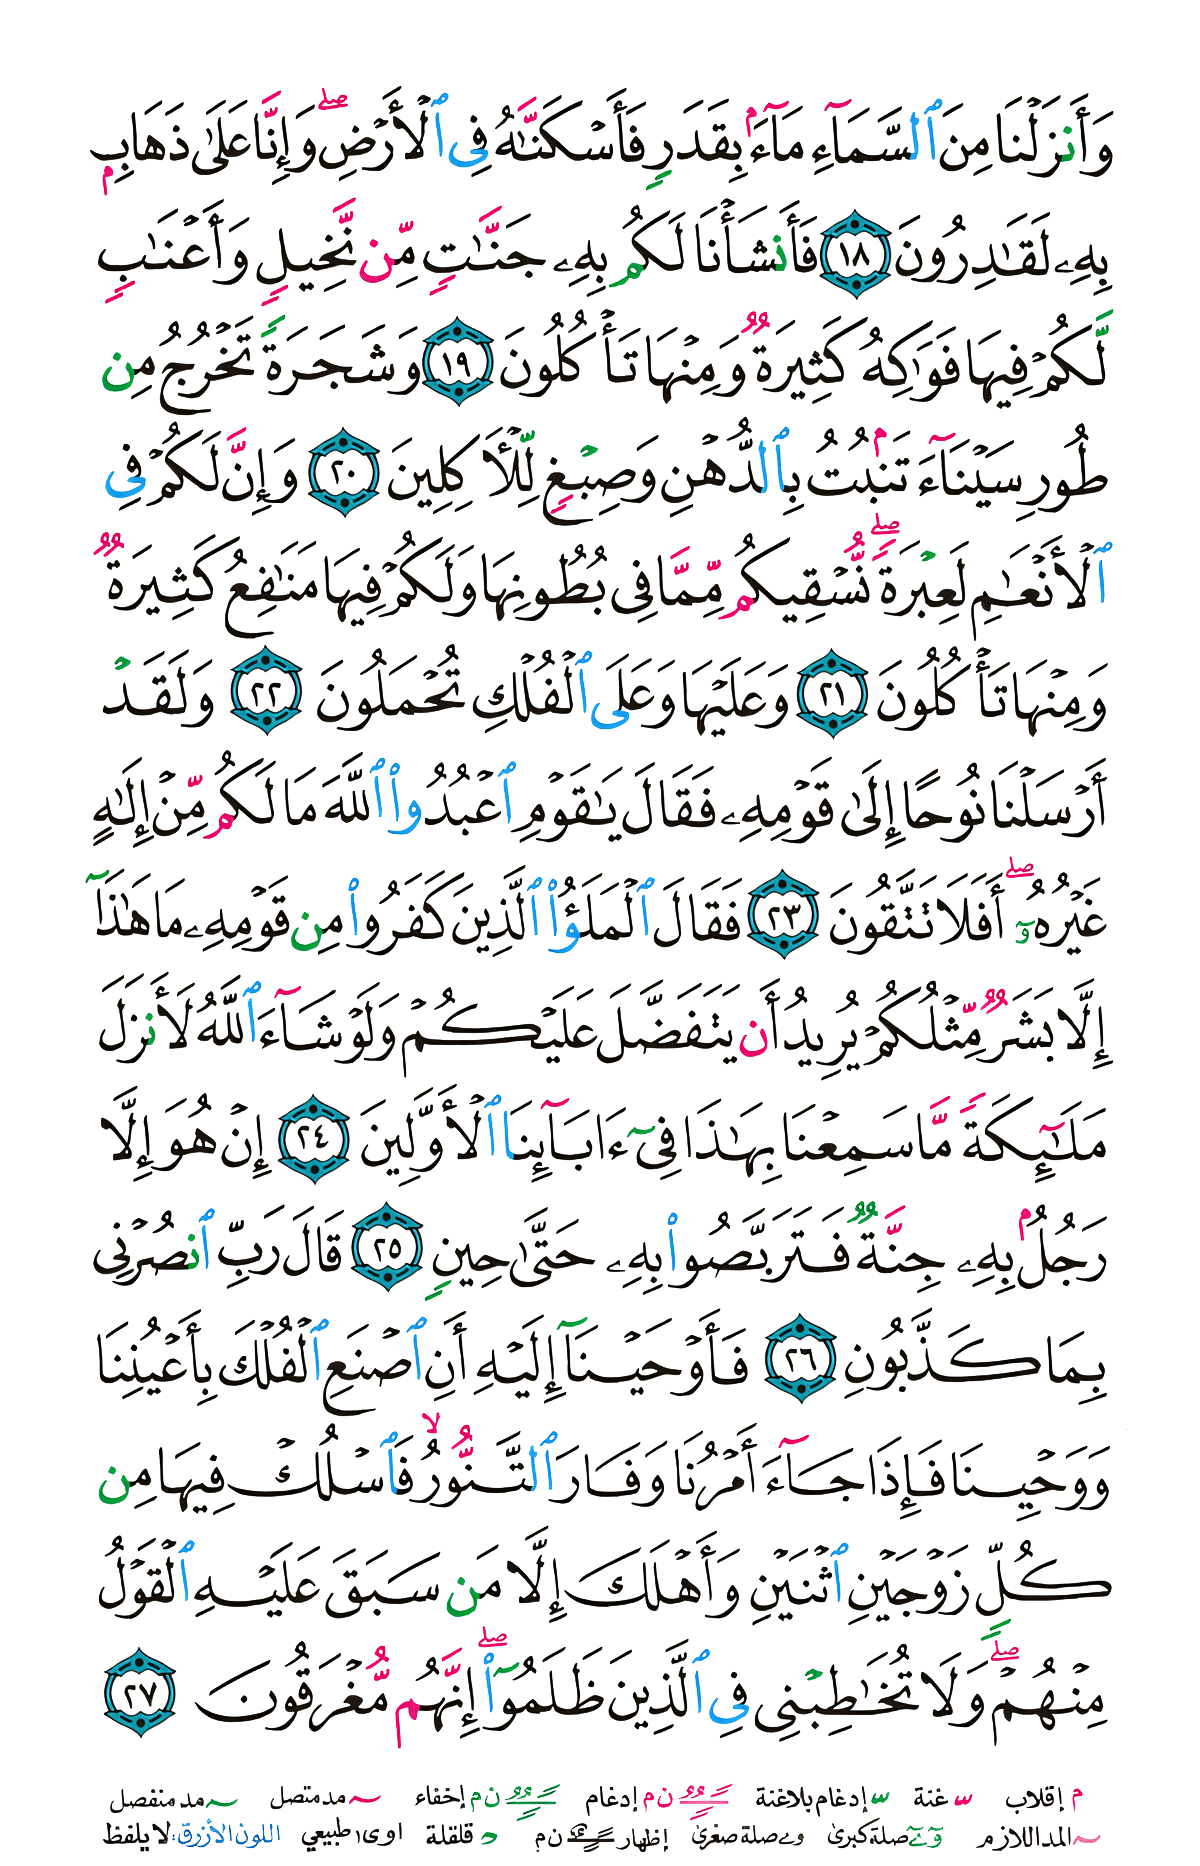 وَأَنزَلْنَا مِنَ ٱلسَّمَآءِ مَآءَۢ بِقَدَرٍ فَأَسْكَنَّـٰهُ فِى ٱلْأَرْضِ ۖ وَإِنَّا عَلَىٰ ذَهَابٍۭ
بِهِۦ لَقَـٰدِرُونَ ١٨ فَأَنشَأْنَا لَكُم بِهِۦ جَنَّـٰتٍ مِّن نَّخِيلٍ وَأَعْنَـٰبٍ
لَّكُمْ فِيهَا فَوَٰكِهُ كَثِيرَةٌ وَمِنْهَا تَأْكُلُونَ ١٩ وَشَجَرَةً تَخْرُجُ مِن
طُورِ سَيْنَآءَ تَنۢبُتُ بِٱلدُّهْنِ وَصِبْغٍ لِّلْـَٔاكِلِينَ ٢٠ وَإِنَّ لَكُمْ فِى
ٱلْأَنْعَـٰمِ لَعِبْرَةً ۖ نُّسْقِيكُم مِّمَّا فِى بُطُونِهَا وَلَكُمْ فِيهَا مَنَـٰفِعُ كَثِيرَةٌ
وَمِنْهَا تَأْكُلُونَ ٢١ وَعَلَيْهَا وَعَلَى ٱلْفُلْكِ تُحْمَلُونَ ٢٢ وَلَقَدْ
أَرْسَلْنَا نُوحًا إِلَىٰ قَوْمِهِۦ فَقَالَ يَـٰقَوْمِ ٱعْبُدُوا۟ ٱللَّهَ مَا لَكُم مِّنْ إِلَـٰهٍ
غَيْرُهُۥٓ ۖ أَفَلَا تَتَّقُونَ ٢٣ فَقَالَ ٱلْمَلَؤُا۟ ٱلَّذِينَ كَفَرُوا۟ مِن قَوْمِهِۦ مَا هَـٰذَآ
إِلَّا بَشَرٌ مِّثْلُكُمْ يُرِيدُ أَن يَتَفَضَّلَ عَلَيْكُمْ وَلَوْ شَآءَ ٱللَّهُ لَأَنزَلَ
مَلَـٰٓئِكَةً مَّا سَمِعْنَا بِهَـٰذَا فِىٓ ءَابَآئِنَا ٱلْأَوَّلِينَ ٢٤ إِنْ هُوَ إِلَّا
رَجُلٌۢ بِهِۦ جِنَّةٌ فَتَرَبَّصُوا۟ بِهِۦ حَتَّىٰ حِينٍ ٢٥ قَالَ رَبِّ ٱنصُرْنِى
بِمَا كَذَّبُونِ ٢٦ فَأَوْحَيْنَآ إِلَيْهِ أَنِ ٱصْنَعِ ٱلْفُلْكَ بِأَعْيُنِنَا
وَوَحْيِنَا فَإِذَا جَآءَ أَمْرُنَا وَفَارَ ٱلتَّنُّورُ ۙ فَٱسْلُكْ فِيهَا مِن
كُلٍّ زَوْجَيْنِ ٱثْنَيْنِ وَأَهْلَكَ إِلَّا مَن سَبَقَ عَلَيْهِ ٱلْقَوْلُ
مِنْهُمْ ۖ وَلَا تُخَـٰطِبْنِى فِى ٱلَّذِينَ ظَلَمُوٓا۟ ۖ إِنَّهُم مُّغْرَقُونَ ٢٧
م إقلاب ّ غنة ّ إدغام بلاغنة ن م إدغام ن م إخفاء ~ مد متصل ~ مد منفصل
~ المد اللازم وٓ ےٓ صلة كبرى و ے صلة صغرى إظهار ن م د قلقلة ا و ى ١ طبيعي اللون الأزرق: لا يلفظ